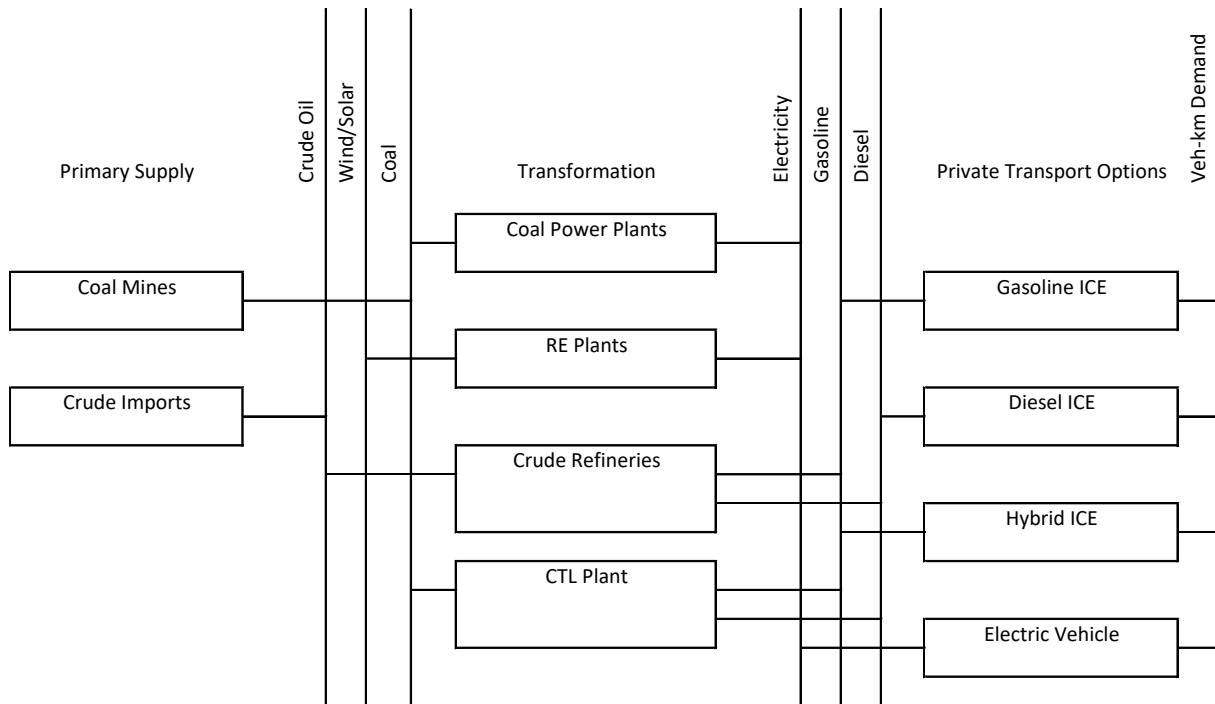 Primary Supply
Crude Oil
Wind/Solar
Coal
Transformation
Electricity
Gasoline
Diesel
Private Transport Options
Veh-km Demand
Coal Mines
Crude Imports
Coal Power Plants
RE Plants
Crude Refineries
CTL Plant
Gasoline ICE
Diesel ICE
Hybrid ICE
Electric Vehicle